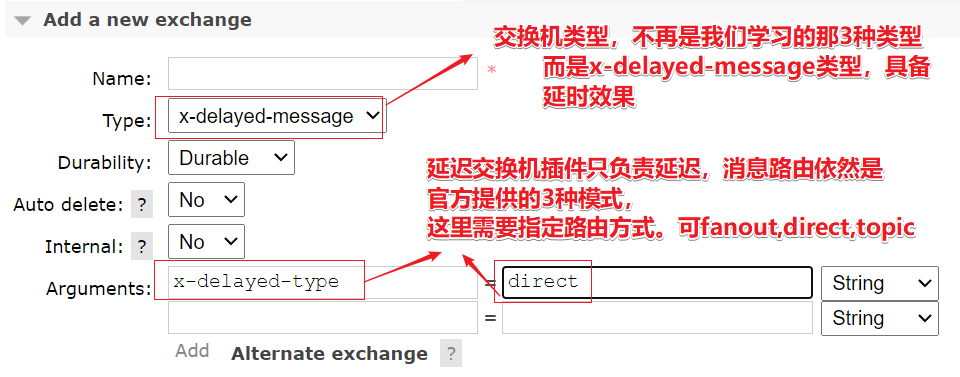 Add a new exchange
交换机类型，不再是我们学习的那3种类型
而是x-delayed-message类型，具备
延时效果
Name: *
Type: x-delayed-message
Durability: Durable
延迟交换机插件只负责延迟，消息路由依然是
官方提供的3种模式，
这里需要指定路由方式。可fanout,direct,topic
Auto delete: ? No
Internal: ? No
Arguments: x-delayed-type = direct String
= String
Add Alternate exchange ?